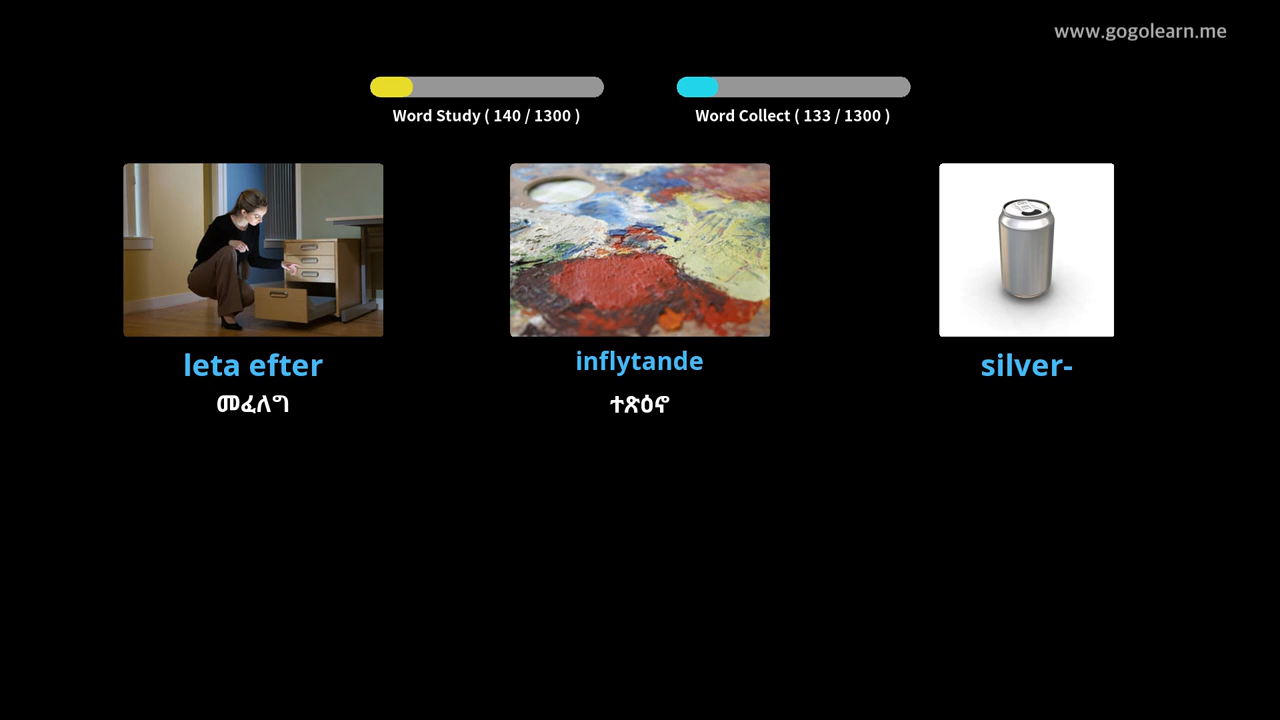 www.gogolearn.me
Word Study ( 140 / 1300 )
Word Collect ( 133 / 1300 )
leta efter
inflytande
silver-
መፈለግ
ተጽዕኖ